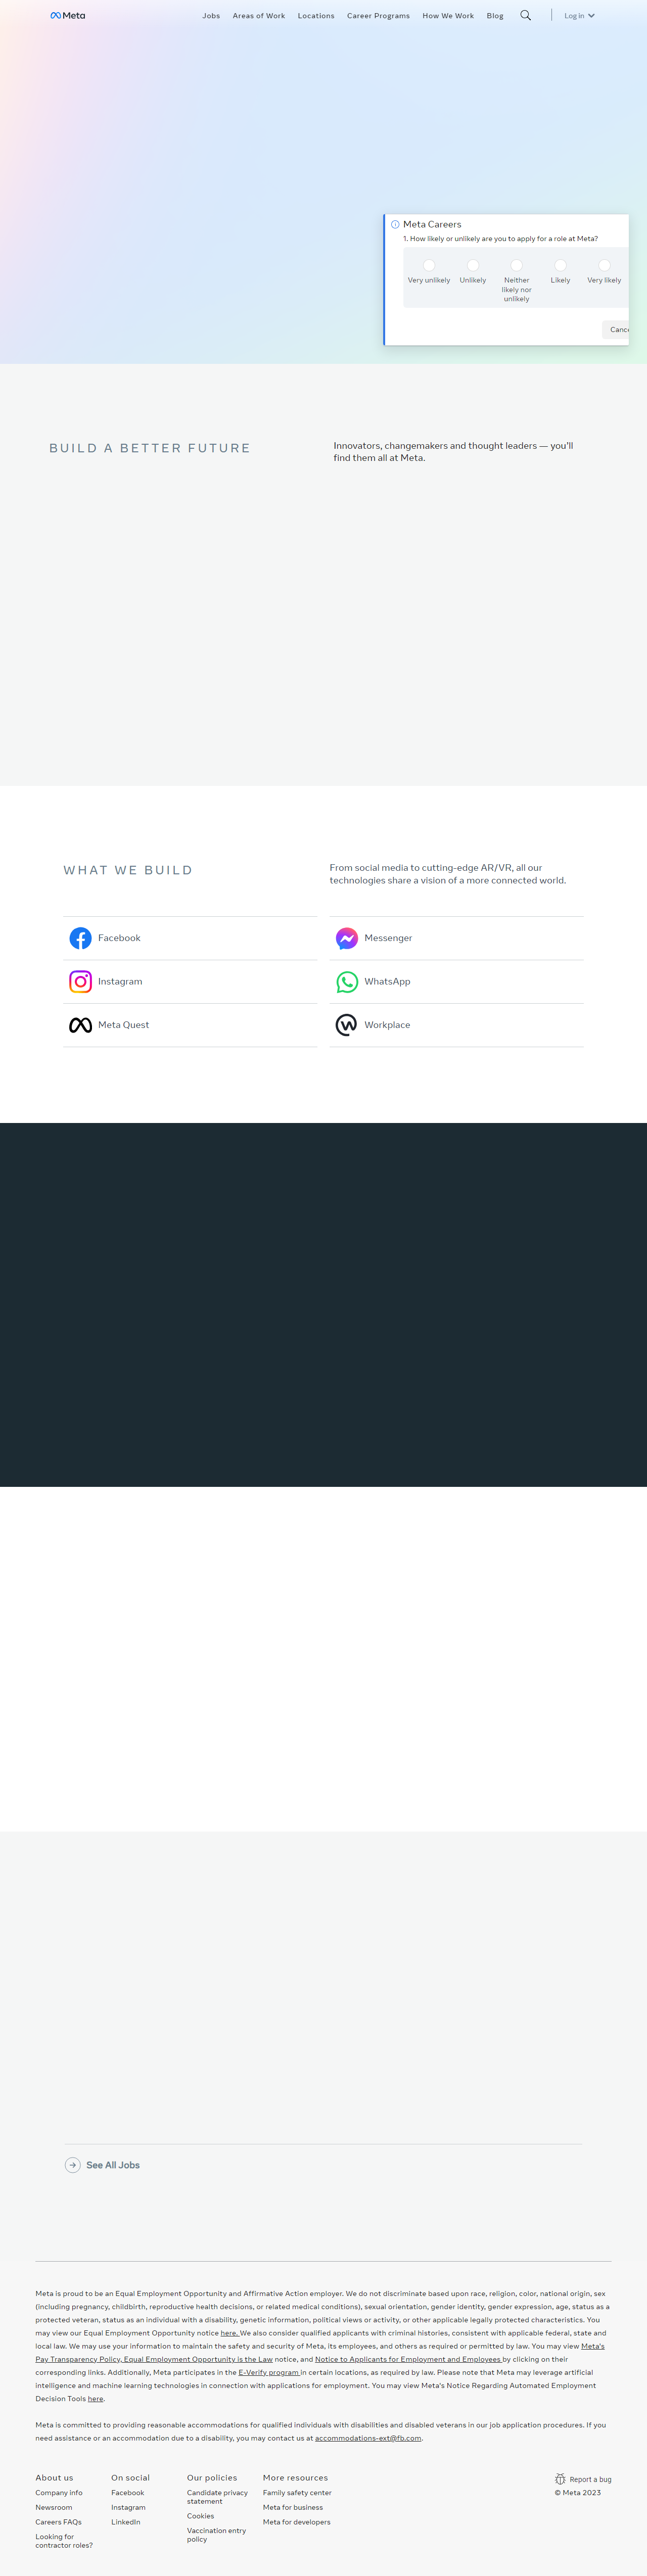 Meta
Jobs Areas of Work Locations Career Programs How We Work Blog Log in
Meta Careers
1. How likely or unlikely are you to apply for a role at Meta?
Very unlikely Unlikely Neither likely nor unlikely Likely Very likely
BUILD A BETTER FUTURE
Innovators, changemakers and thought leaders — you'll
find them all at Meta.
WHAT WE BUILD
From social media to cutting-edge AR/VR, all our
technologies share a vision of a more connected world.
Facebook
Messenger
Instagram
WhatsApp
Meta Quest
Workplace
See All Jobs
Meta is proud to be an Equal Employment Opportunity and Affirmative Action employer. We do not discriminate based upon race, religion, color, national origin, sex
(including pregnancy, childbirth, reproductive health decisions, or related medical conditions), sexual orientation, gender identity, gender expression, age, status as a
protected veteran, status as an individual with a disability, genetic information, political views or activity, or other applicable legally protected characteristics. You
may view our Equal Employment Opportunity notice here. We also consider qualified applicants with criminal histories, consistent with applicable federal, state and
local law. We may use your information to maintain the safety and security of Meta, its employees, and others as required or permitted by law. You may view Meta's
Pay Transparency Policy, Equal Employment Opportunity is the Law notice, and Notice to Applicants for Employment and Employees by clicking on their
corresponding links. Additionally, Meta participates in the E-Verify program in certain locations, as required by law. Please note that Meta may leverage artificial
intelligence and machine learning technologies in connection with applications for employment. You may view Meta's Notice Regarding Automated Employment
Decision Tools here.
Meta is committed to providing reasonable accommodations for qualified individuals with disabilities and disabled veterans in our job application procedures. If you
need assistance or an accommodation due to a disability, you may contact us at accommodations-ext@fb.com.
About us
Company info
Newsroom
Careers FAQs
Looking for
contractor roles?
On social
Facebook
Instagram
LinkedIn
Our policies
Candidate privacy
statement
Cookies
Vaccination entry
policy
More resources
Family safety center
Meta for business
Meta for developers
Report a bug
© Meta 2023